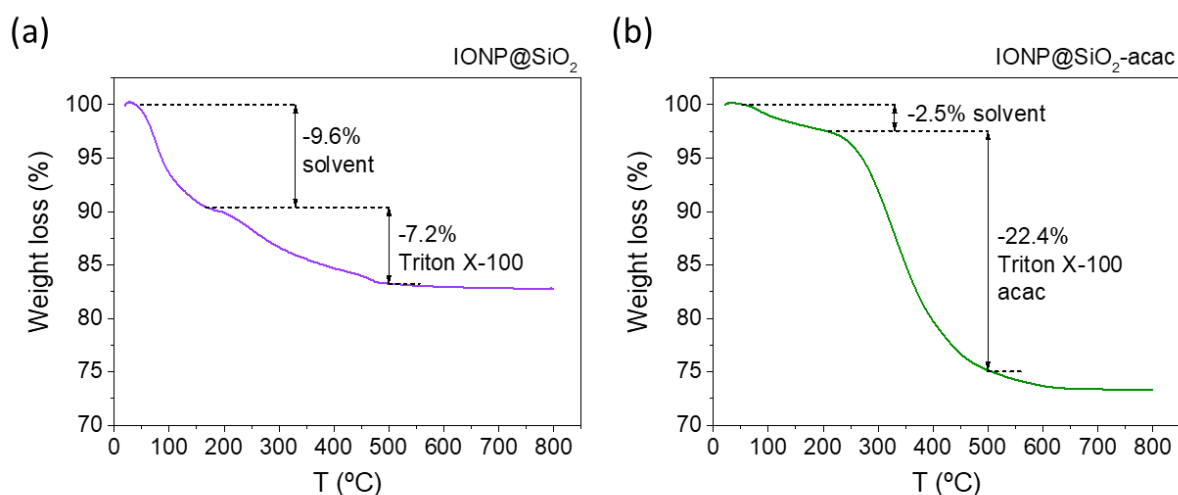 (a)
IONP@SiO₂
Weight loss (%)
100
95
90
85
80
75
70
-9.6%
solvent
-7.2%
Triton X-100
0 100 200 300 400 500 600 700 800
T (ºC)
(b)
IONP@SiO₂-acac
Weight loss (%)
100
95
90
85
80
75
70
-2.5% solvent
-22.4%
Triton X-100
acac
0 100 200 300 400 500 600 700 800
T (ºC)